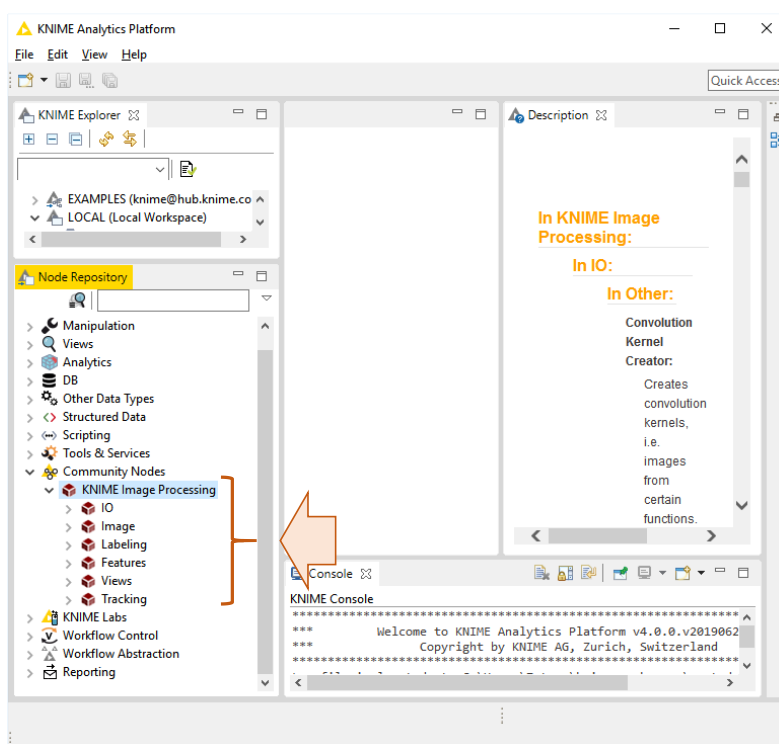 KNIME Analytics Platform
File Edit View Help
Quick Access
KNIME Explorer
EXAMPLES (knime@hub.knime.co
LOCAL (Local Workspace)
Node Repository
Manipulation
Views
Analytics
DB
Other Data Types
Structured Data
Scripting
Tools & Services
Community Nodes
KNIME Image Processing
IO
Image
Labeling
Features
Views
Tracking
KNIME Labs
Workflow Control
Workflow Abstraction
Reporting
Description
In KNIME Image
Processing:
In IO:
In Other:
Convolution
Kernel
Creator:
Creates
convolution
kernels,
i.e.
images
from
certain
functions.
Console
KNIME Console
*** Welcome to KNIME Analytics Platform v4.0.0.v2019062
*** Copyright by KNIME AG, Zurich, Switzerland